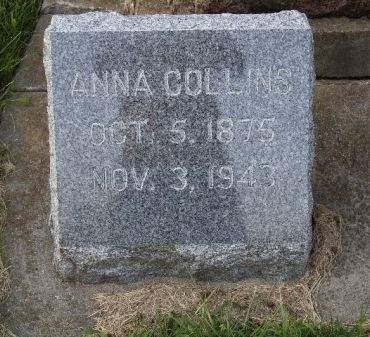 ANNA COLLINS
OCT. 5, 1875
NOV. 3, 1943